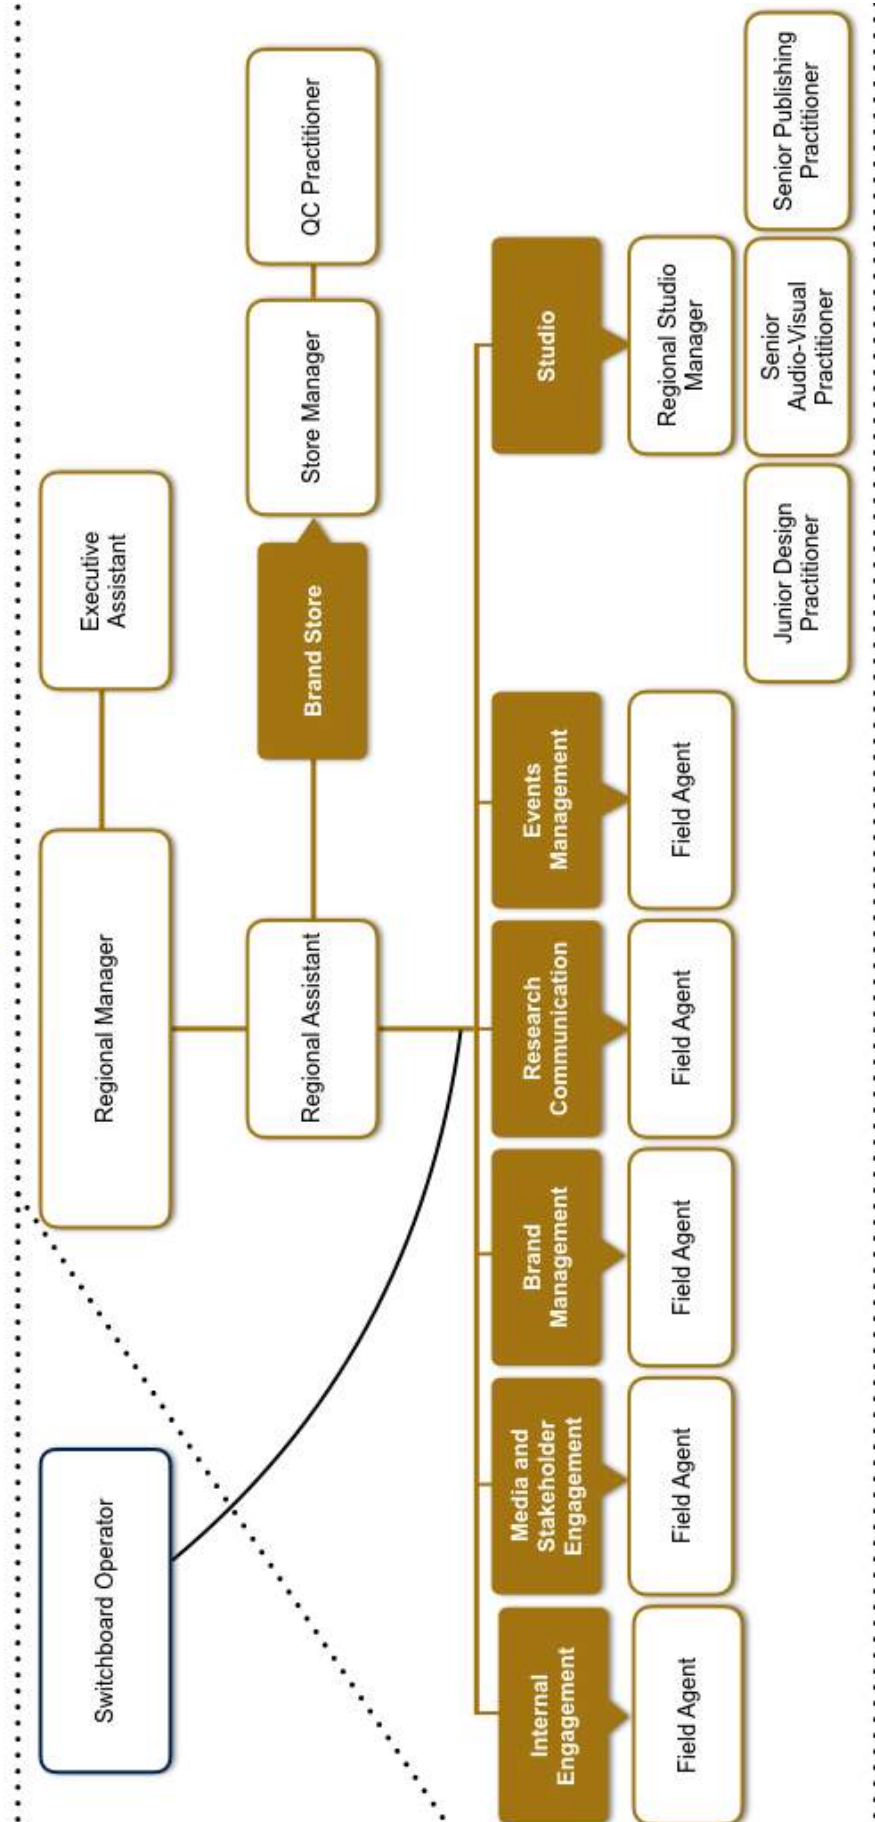 Switchboard Operator
Regional Manager
Executive
Assistant
Regional Assistant
Brand Store
Store Manager
QC Practitioner
Internal
Engagement
Media and
Stakeholder
Engagement
Brand
Management
Research
Communication
Events
Management
Studio
Field Agent
Field Agent
Field Agent
Field Agent
Field Agent
Regional Studio
Manager
Junior Design
Practitioner
Senior
Audio-Visual
Practitioner
Senior Publishing
Practitioner